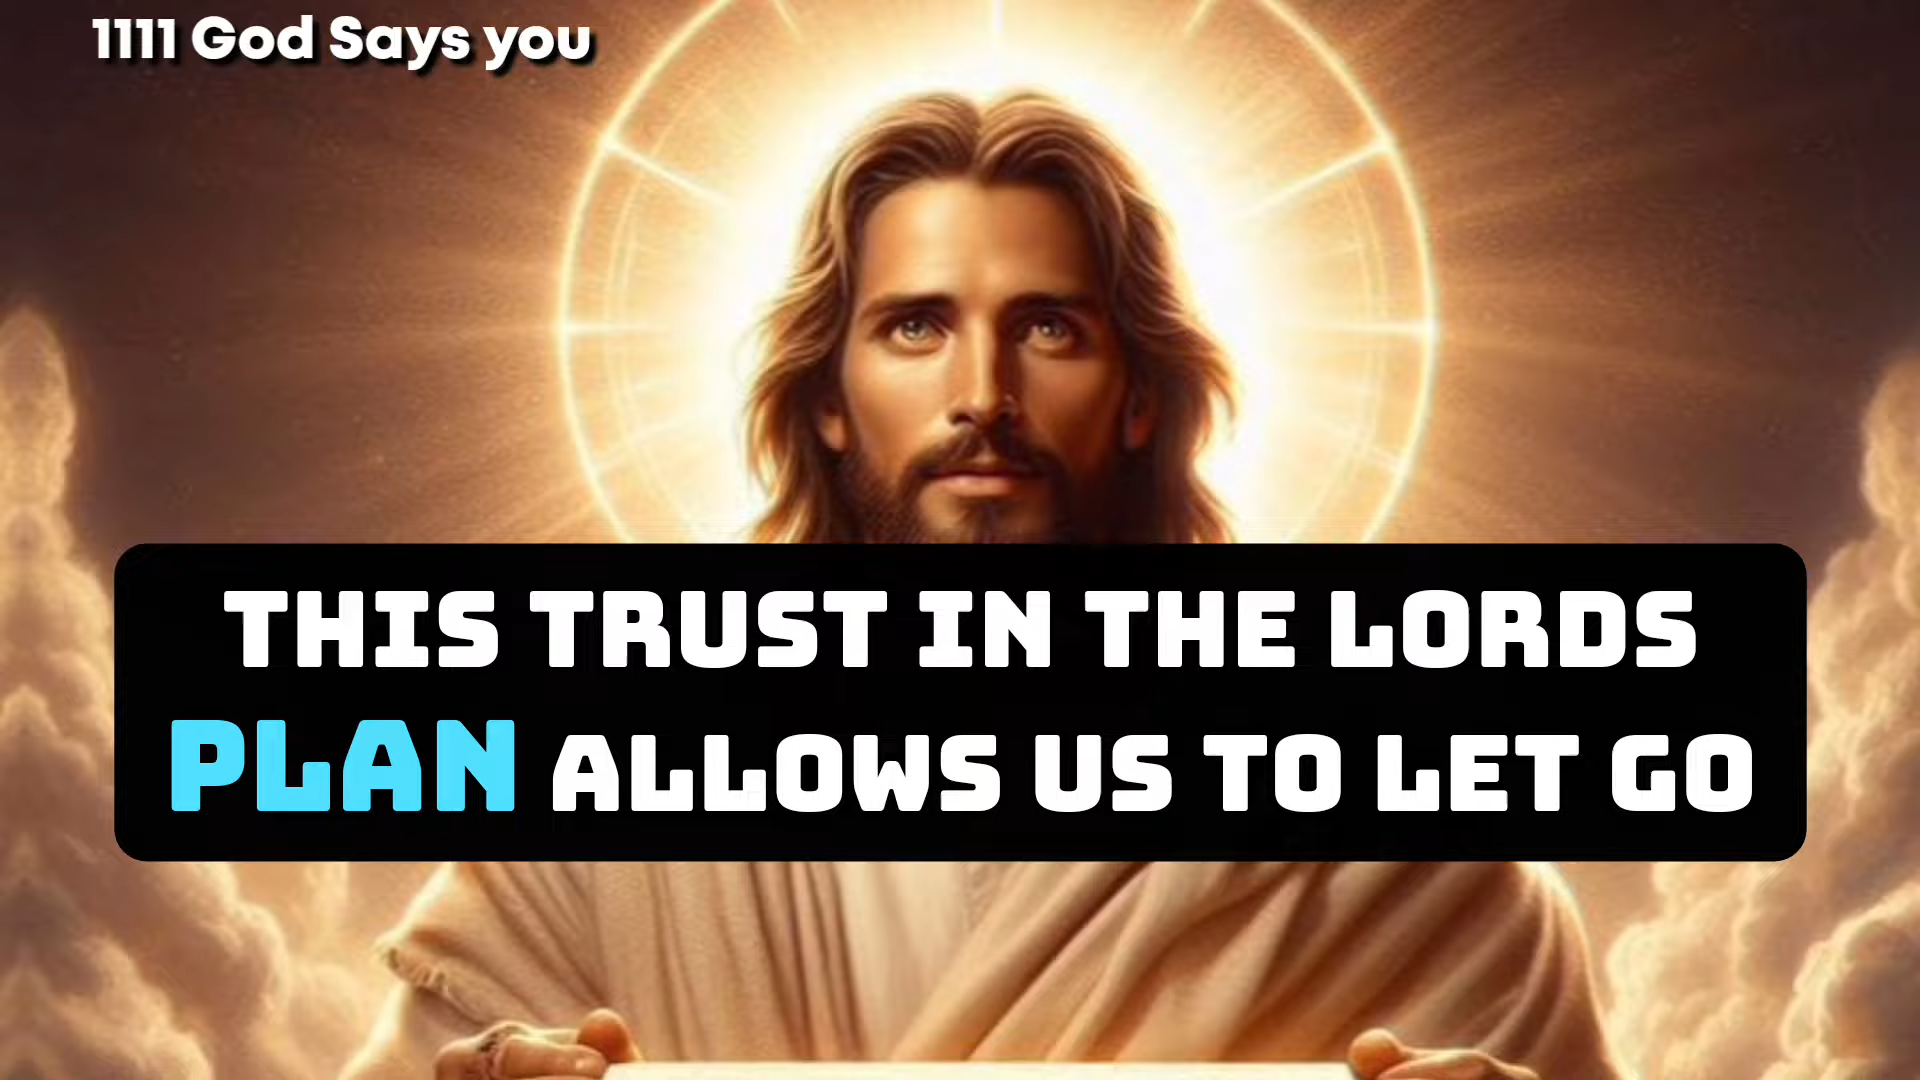 1111 God Says you
THIS TRUST IN THE LORDS
PLAN ALLOWS US TO LET GO